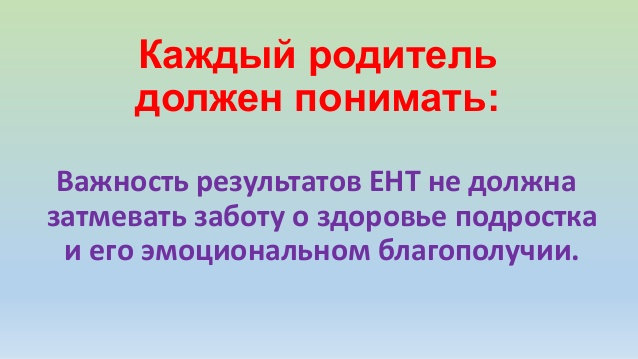 Каждый родитель
должен понимать:
Важность результатов ЕНТ не должна
затмевать заботу о здоровье подростка
и его эмоциональном благополучии.